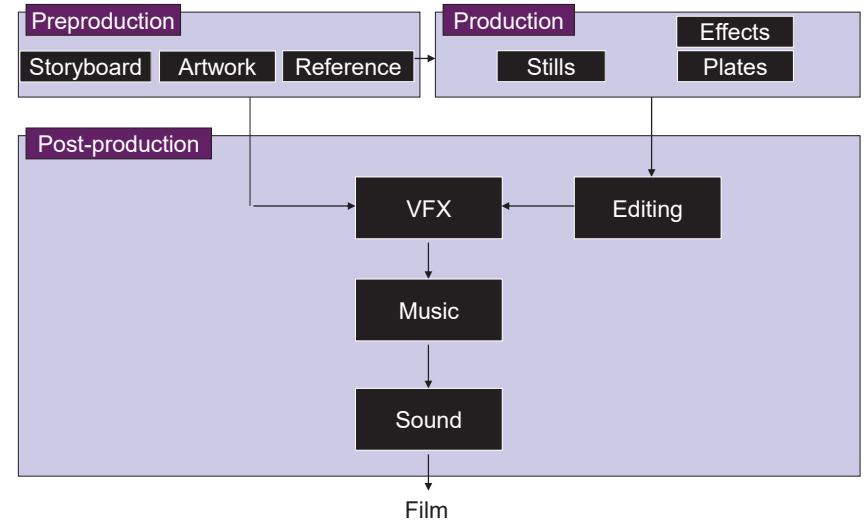 Preproduction
Storyboard
Artwork
Reference
Production
Effects
Stills
Plates
Post-production
VFX
Editing
Music
Sound
Film